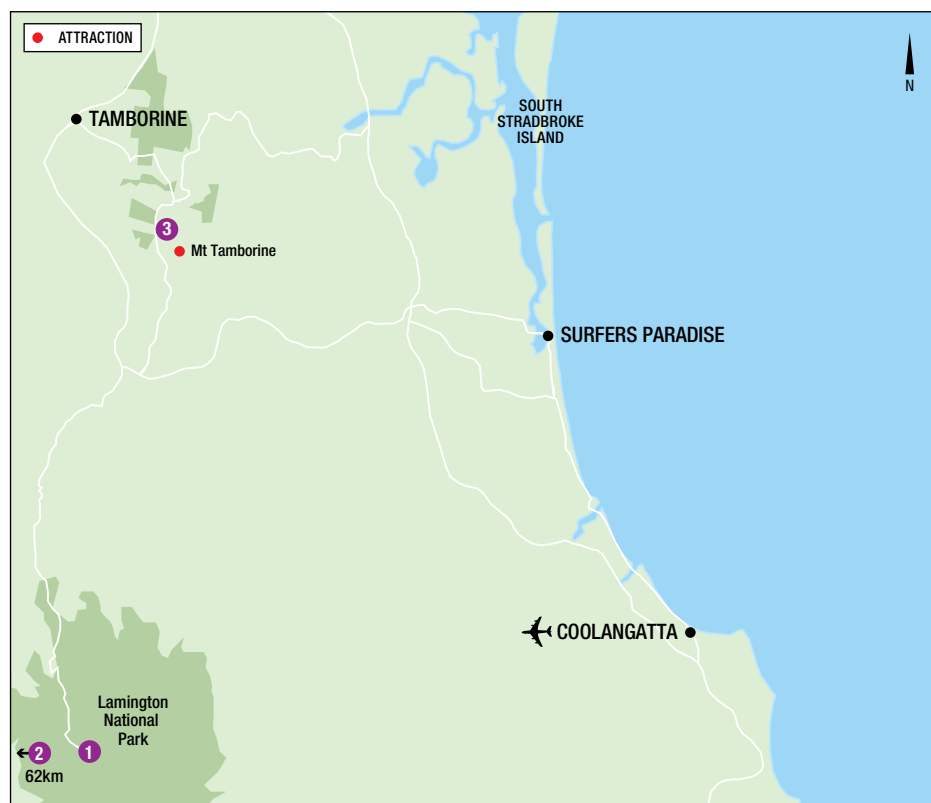 ATTRACTION
N
TAMBORINE
SOUTH
STRADBROKE
ISLAND
3
Mt Tamborine
SURFERS PARADISE
COOLANGATTA
Lamington
National
Park
2
1
62km